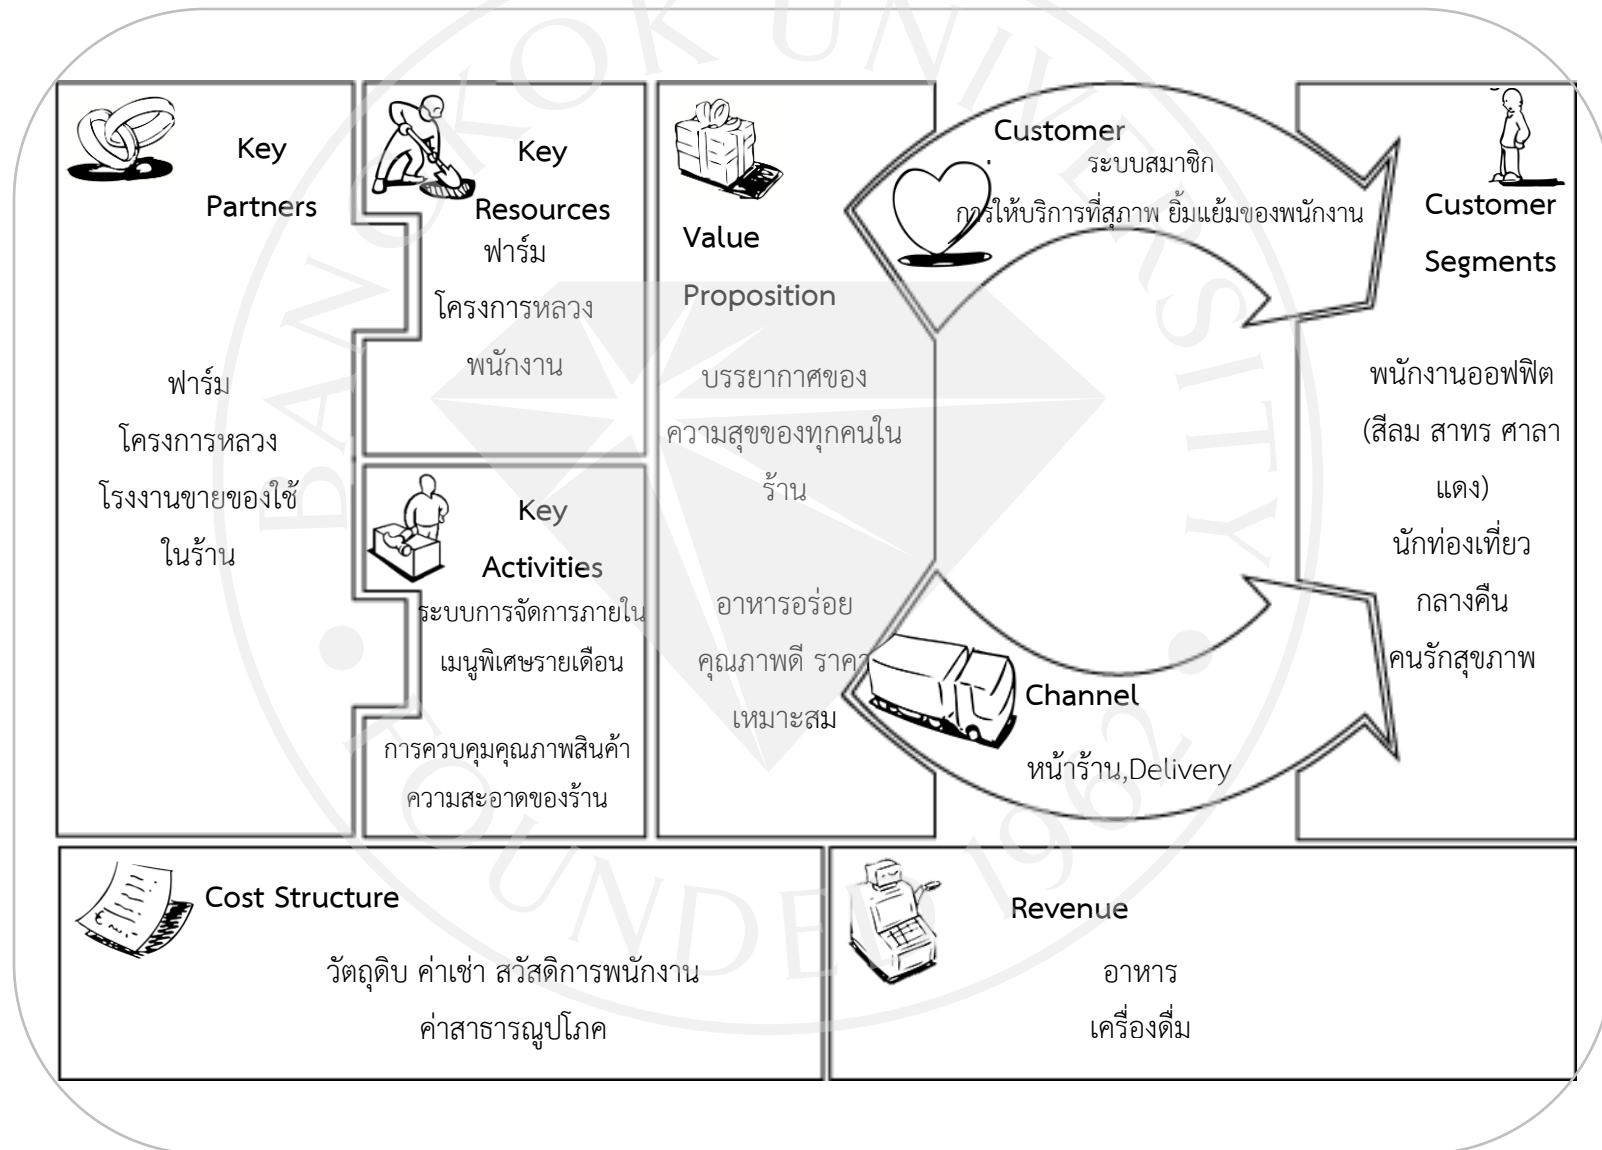 Key
Partners
ฟาร์ม
โครงการหลวง
โรงงานขายของใช้
ในร้าน
Key
Resources
ฟาร์ม
โครงการหลวง
พนักงาน
Key
Activities
ระบบการจัดการภายใน
เมนูพิเศษรายเดือน
การควบคุมคุณภาพสินค้า
ความสะอาดของร้าน
Value
Proposition
บรรยากาศของ
ความสุขของทุกคนใน
ร้าน
อาหารอร่อย
คุณภาพดี ราคา
เหมาะสม
Customer
ระบบสมาชิก
การให้บริการที่สุภาพ ยิ้มแย้มของพนักงาน
Channel
หน้าร้าน,Delivery
Customer
Segments
พนักงานออฟฟิต
(สีลม สาทร ศาลา
แดง)
นักท่องเที่ยว
กลางคืน
คนรักสุขภาพ
Cost Structure
วัตถุดิบ ค่าเช่า สวัสดิการพนักงาน
ค่าสาธารณูปโภค
Revenue
อาหาร
เครื่องดื่ม
BANGKOK UNIVERSITY
FOUNDED 1962